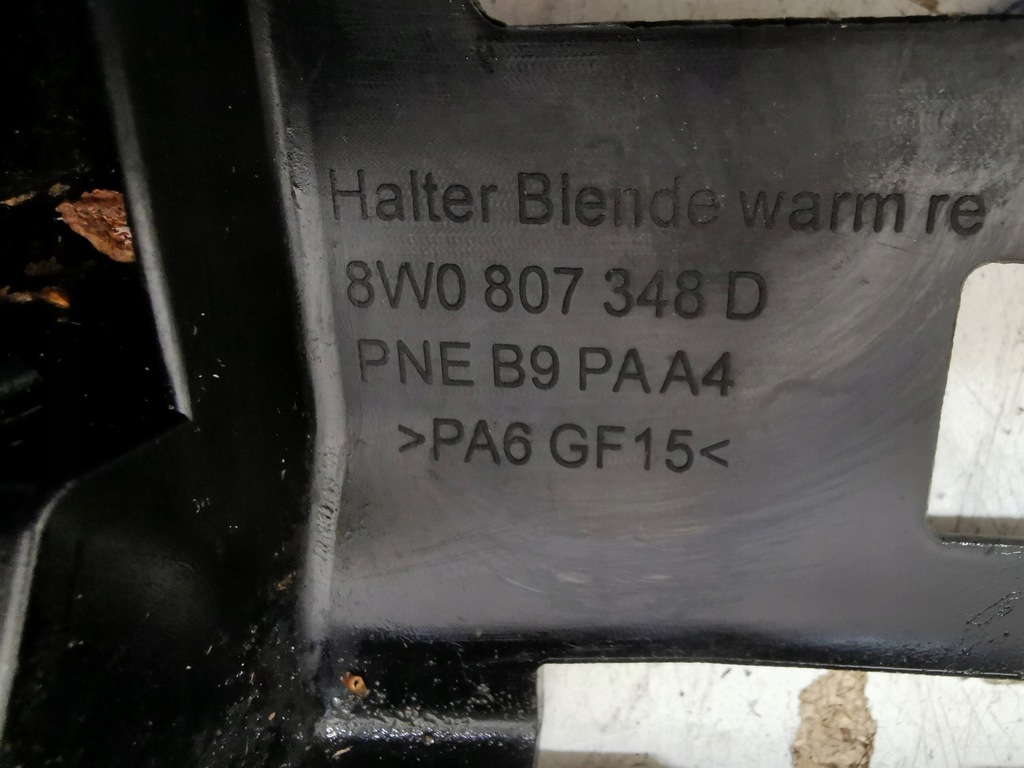 Halter Blende warm re
8W0 807 348 D
PNE B9 PA A4
>PA6 GF15<